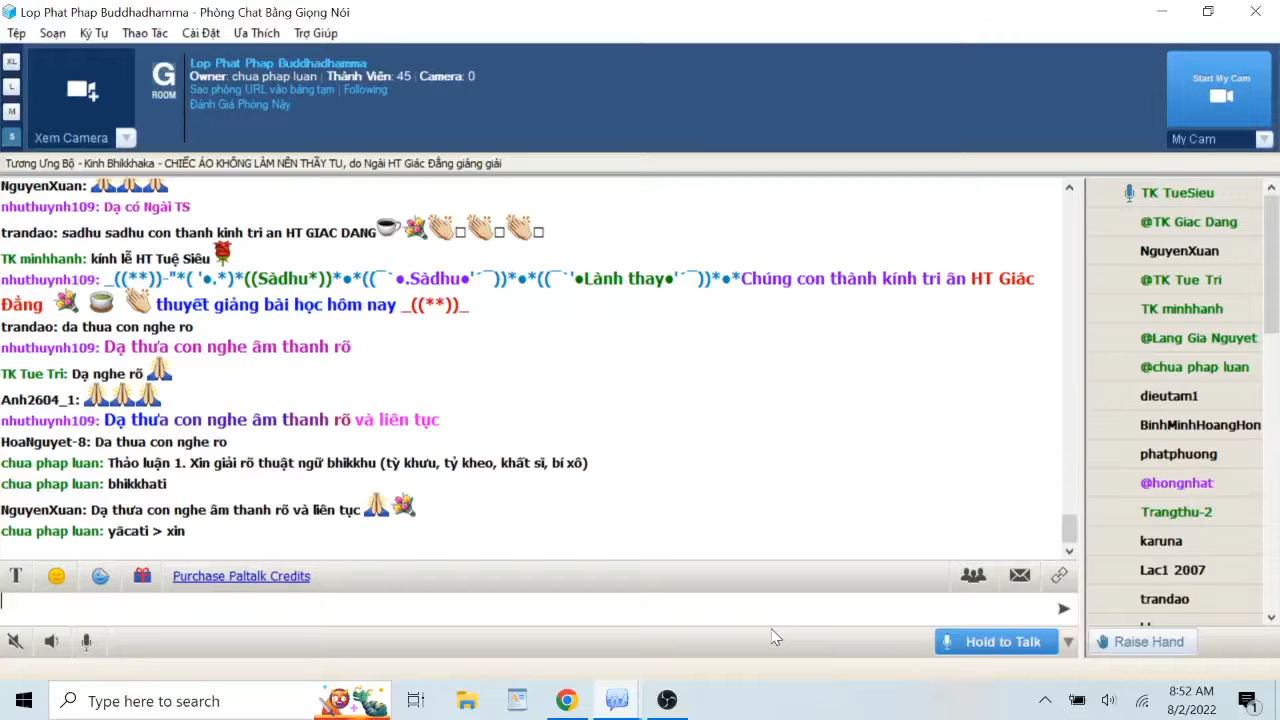 Lop Phat Phap Buddhadhamma - Phòng Chat Bằng Giọng Nói
Tệp Soạn Ký Tự Thao Tác Cài Đặt Ưa Thích Trợ Giúp
XL
L
M
S
Xem Camera
G
ROOM
Lop Phat Phap Buddhadhamma
Owner: chua phap luan | Thành Viên: 45 | Camera: 0
Sao phỏng URL vào bảng tạm | Following
Đánh Giá Phòng Này
Start My Cam
My Cam
Tương Ưng Bộ - Kinh Bhikkhaka - CHIẾC ÁO KHÔNG LÀM NÊN THẦY TU, do Ngài HT Giác Đẳng giảng giải
NguyenXuan: 🙏🙏🙏
nhuthuynh109: Dạ có Ngài TS
trandao: sadhu sadhu con thanh kinh tri an HT GIAC DANG☕💐👏□👏□👏□
TK minhhanh: kính lễ HT Tuệ Siêu🌹
nhuthuynh109: _((**))-"*( '●.*)*((Sàdhu*))*●*((¯`●.Sàdhu●'´¯))*●*((¯`'●Lành thay●'´¯))*●*Chúng con thành kính tri ân HT Giác
Đẳng 💐 🍵 👏 thuyết giảng bài học hôm nay _((**))_
trandao: da thua con nghe ro
nhuthuynh109: Dạ thưa con nghe âm thanh rõ
TK Tue Tri: Dạ nghe rõ 🙏
Anh2604_1: 🙏🙏🙏
nhuthuynh109: Dạ thưa con nghe âm thanh rõ và liên tục
HoaNguyet-8: Da thua con nghe ro
chua phap luan: Thảo luận 1. Xin giải rõ thuật ngữ bhikkhu (tỳ khưu, tỷ kheo, khất sĩ, bí xô)
chua phap luan: bhikkhati
NguyenXuan: Dạ thưa con nghe âm thanh rõ và liên tục 🙏💐
chua phap luan: yācati > xin
TK TueSieu
@TK Giac Dang
NguyenXuan
@TK Tue Tri
TK minhhanh
@Lang Gia Nguyet
@chua phap luan
dieutam1
BinhMinhHoangHon
phatphuong
@hongnhat
Trangthu-2
karuna
Lac1 2007
trandao
T
Purchase Paltalk Credits
Hold to Talk
Raise Hand
Type here to search
8:52 AM
8/2/2022
1